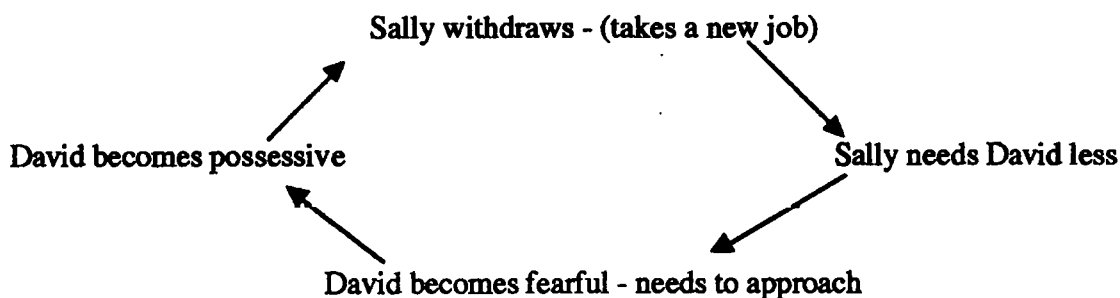 Sally withdraws - (takes a new job)
David becomes possessive
Sally needs David less
David becomes fearful - needs to approach